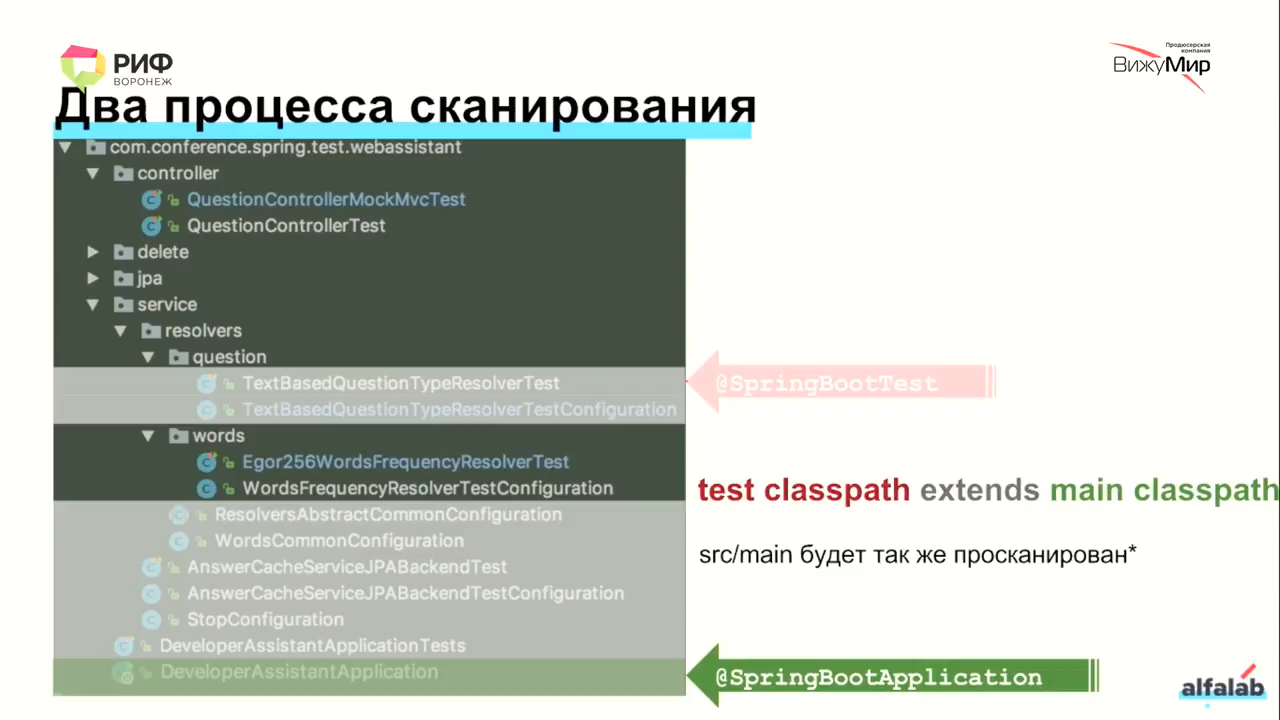 РИФ
ВОРОНЕЖ
Продюсерская
компания
ВижуМир
Два процесса сканирования
com.conference.spring.test.webassistant
controller
QuestionControllerMockMvcTest
QuestionControllerTest
delete
jpa
service
resolvers
question
TextBasedQuestionTypeResolverTest
@SpringBootTest
TextBasedQuestionTypeResolverTestConfiguration
words
Egor256WordsFrequencyResolverTest
WordsFrequencyResolverTestConfiguration
test classpath extends main classpath
ResolversAbstractCommonConfiguration
WordsCommonConfiguration
src/main будет так же просканирован*
AnswerCacheServiceJPABackendTest
AnswerCacheServiceJPABackendTestConfiguration
StopConfiguration
DeveloperAssistantApplicationTests
DeveloperAssistantApplication
@SpringBootApplication
alfalab